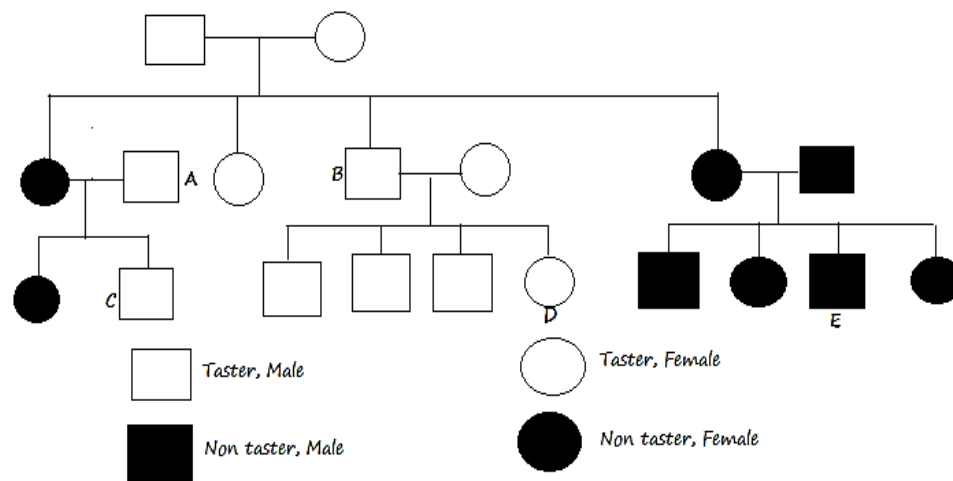 A
B
C
D
E
Taster, Male
Taster, Female
Non taster, Male
Non taster, Female